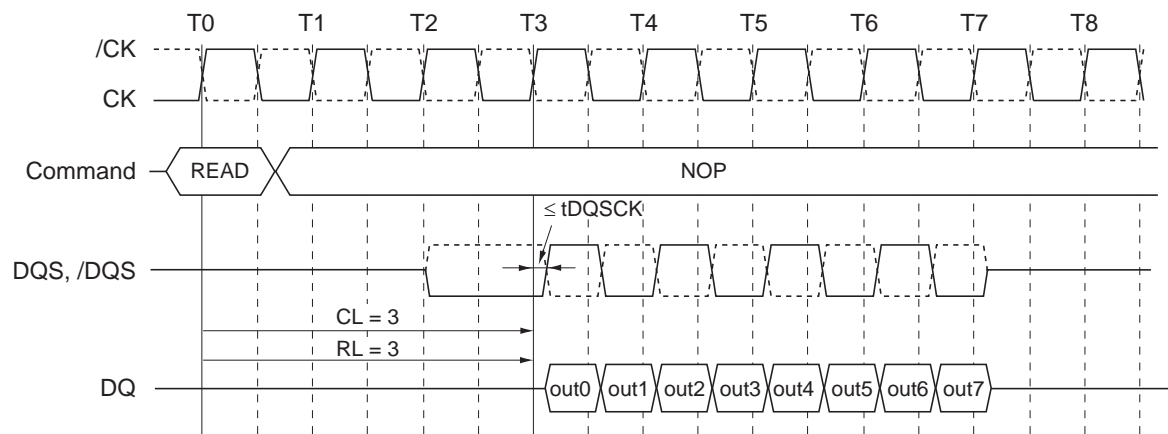 T0 T1 T2 T3 T4 T5 T6 T7 T8
/CK
CK
Command READ NOP
≤ tDQSCK
DQS, /DQS
CL = 3
RL = 3
DQ out0 out1 out2 out3 out4 out5 out6 out7